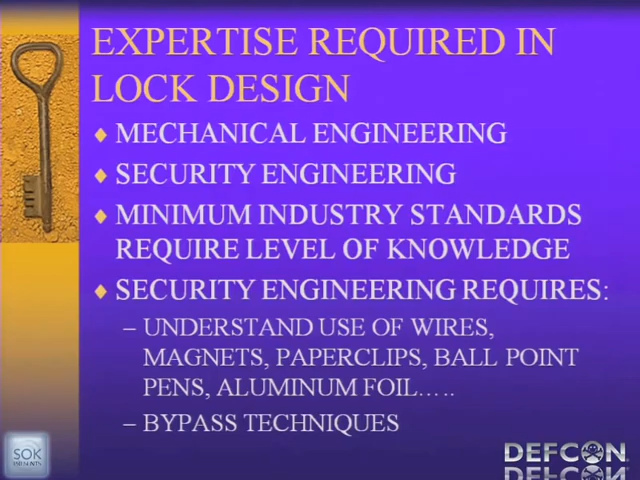 EXPERTISE REQUIRED IN
LOCK DESIGN
MECHANICAL ENGINEERING
SECURITY ENGINEERING
MINIMUM INDUSTRY STANDARDS
REQUIRE LEVEL OF KNOWLEDGE
SECURITY ENGINEERING REQUIRES:
– UNDERSTAND USE OF WIRES,
MAGNETS, PAPERCLIPS, BALL POINT
PENS, ALUMINUM FOIL.….
– BYPASS TECHNIQUES
SOK
PRESENTS
DEFCON